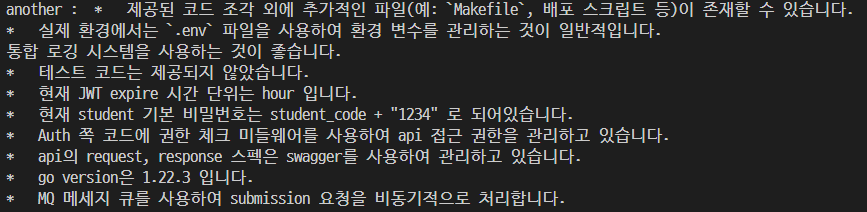 another :  *   제공된 코드 조각 외에 추가적인 파일(예: `Makefile`, 배포 스크립트 등)이 존재할 수 있습니다.
*   실제 환경에서는 `.env` 파일을 사용하여 환경 변수를 관리하는 것이 일반적입니다.
통합 로깅 시스템을 사용하는 것이 좋습니다.
*   테스트 코드는 제공되지 않았습니다.
*   현재 JWT expire 시간 단위는 hour 입니다.
*   현재 student 기본 비밀번호는 student_code + "1234" 로 되어있습니다.
*   Auth 쪽 코드에 권한 체크 미들웨어를 사용하여 api 접근 권한을 관리하고 있습니다.
*   api의 request, response 스펙은 swagger를 사용하여 관리하고 있습니다.
*   go version은 1.22.3 입니다.
*   MQ 메세지 큐를 사용하여 submission 요청을 비동기적으로 처리합니다.